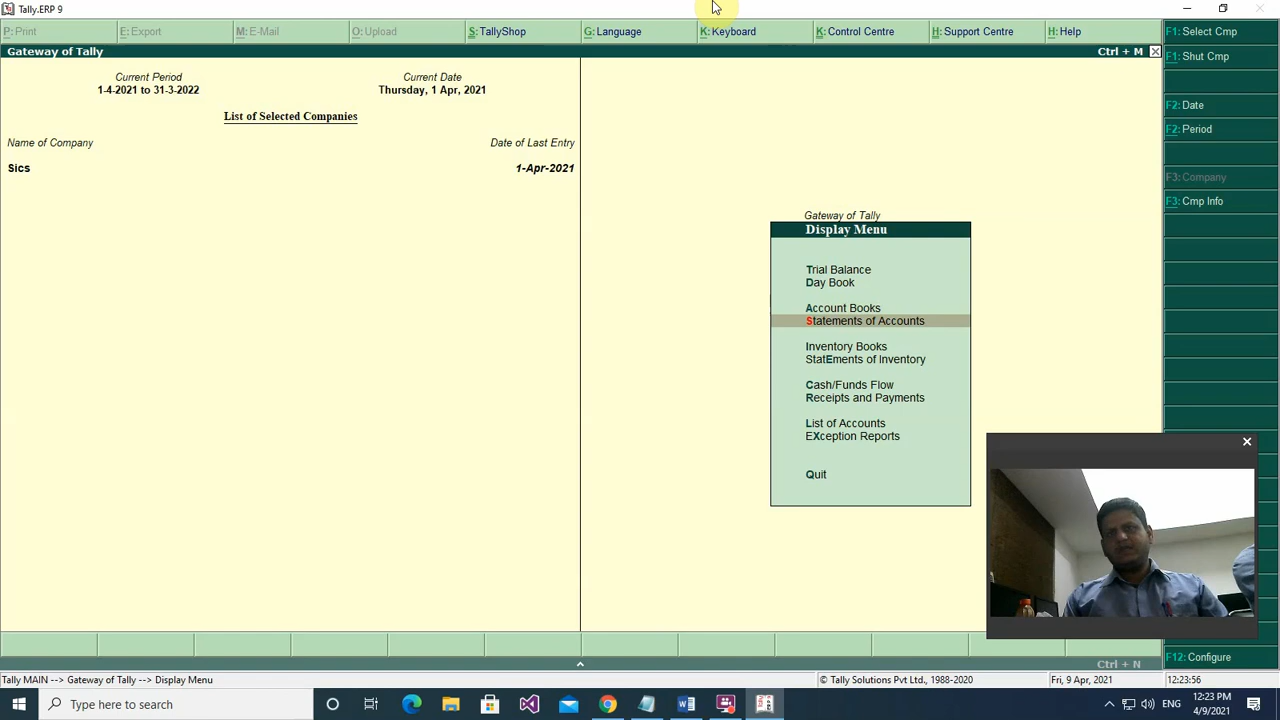 Tally.ERP 9
P: Print
E: Export
M: E-Mail
O: Upload
S: TallyShop
G: Language
K: Keyboard
K: Control Centre
H: Support Centre
H: Help
F1: Select Cmp
Gateway of Tally
Ctrl + M
F1: Shut Cmp
Current Period
Current Date
1-4-2021 to 31-3-2022
Thursday, 1 Apr, 2021
F2: Date
List of Selected Companies
F2: Period
Name of Company
Date of Last Entry
Sics
1-Apr-2021
F3: Company
F3: Cmp Info
Gateway of Tally
Display Menu
Trial Balance
Day Book
Account Books
Statements of Accounts
Inventory Books
StatEments of Inventory
Cash/Funds Flow
Receipts and Payments
List of Accounts
EXception Reports
Quit
F12: Configure
Ctrl + N
Tally MAIN --> Gateway of Tally --> Display Menu
© Tally Solutions Pvt Ltd., 1988-2020
Fri, 9 Apr, 2021
12:23:56
Type here to search
ENG
12:23 PM
4/9/2021